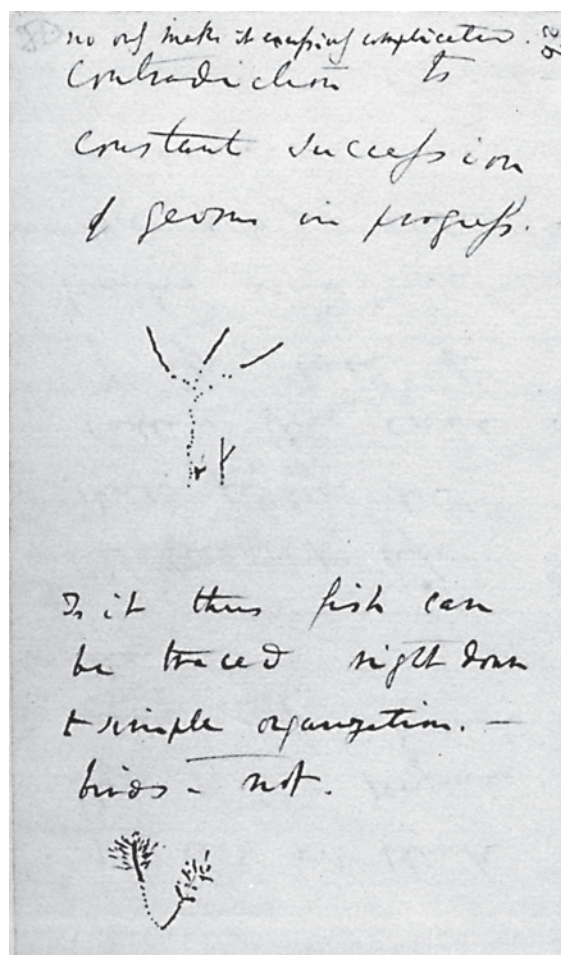 no only makes it excessively complicated. 26
Contradiction to
constant succession
of germs in progress.
Is it thus fish can
be traced right down
to simple organization. —
birds – not.